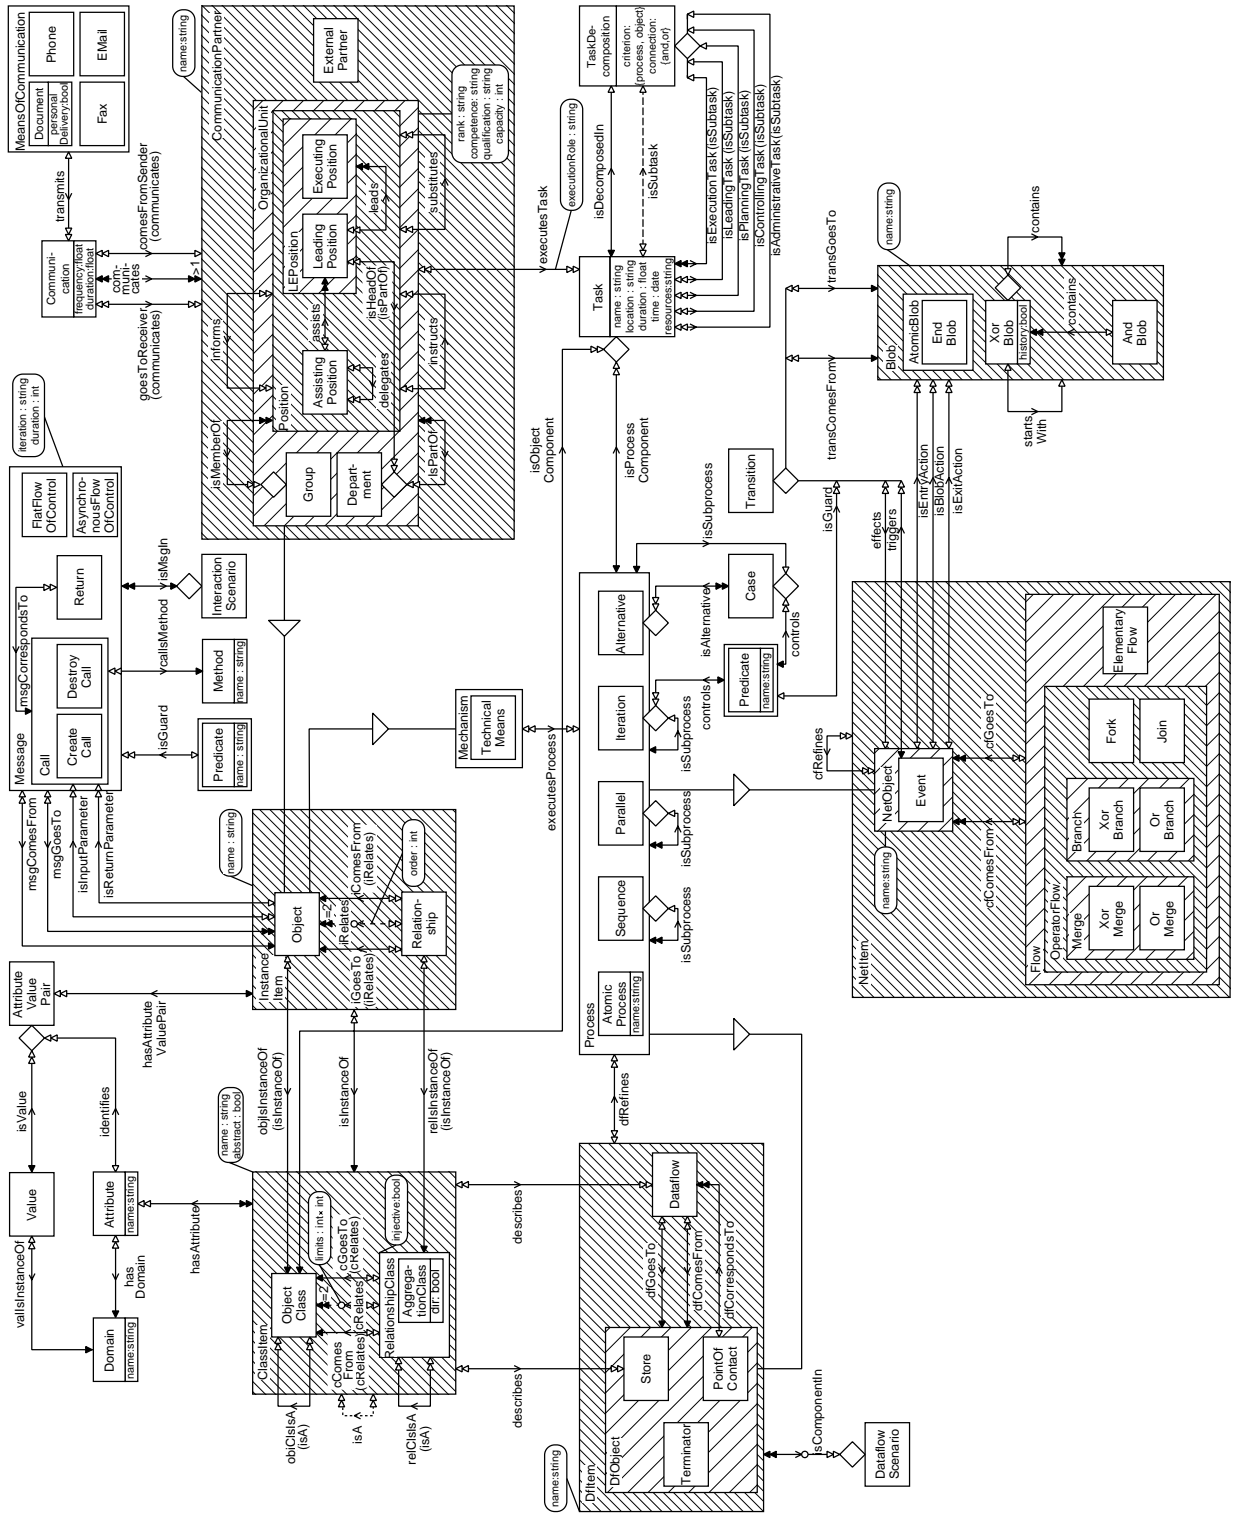 MeansOfCommunication
Phone
EMail
Document
personal
Delivery:bool
Fax
transmits
Communi-
cation
frequency:float
duration:float
comesFromSender
(communicates)
com-
muni-
cates
>1
goesToReceiver
(communicates)
name:string
CommunicationPartner
External
Partner
OrganizationalUnit
rank : string
competence: string
qualification : string
capacity : int
LEPosition
Executing
Position
Leading
Position
leads
substitutes
Informs
assists
isHeadOf
(isPartOf)
Position
Assisting
Position
delegates
instructs
isMemberOf
Group
Depart-
ment
IsPartOf
executesTask
executionRole : string
TaskDe-
composition
criterion:
{process, object}
connection:
{and,or}
isDecomposedIn
isSubtask
isExecutionTask (isSubtask)
isLeadingTask (isSubtask)
isPlanningTask (isSubtask)
isControllingTask (isSubtask)
isAdministrativeTask(isSubtask)
Task
name : string
location : string
duration : float
time : date
resources:string
isObject
Component
isProcess
Component
name:string
Blob
AtomicBlob
End
Blob
Xor
Blob
history:bool
And
Blob
contains
contains
starts
With
transGoesTo
transComesFrom
Transition
isGuard
effects
triggers
isEntryAction
isBlobAction
isExitAction
iteration : string
duration : int
Message
FlatFlow
OfControl
Asynchro-
nousFlow
OfControl
Return
msgCorrespondsTo
Call
Create
Call
Destroy
Call
isMsgIn
Interaction
Scenario
callsMethod
Method
name : string
isGuard
Predicate
name : string
msgComesFrom
msgGoesTo
isInputParameter
isReturnParameter
Mechanism
Technical
Means
executesProcess
Process
Alternative
Iteration
Parallel
Sequence
Atomic
Process
name:string
isSubprocess
isAlternative
Case
controls
Predicate
name:string
controls
isSubprocess
isSubprocess
isSubprocess
NetItem
name:string
NetObject
Event
cfRefines
cfGoesTo
cfComesFrom
Flow
Elementary
Flow
OperatorFlow
Fork
Join
Branch
Xor
Branch
Or
Branch
Merge
Xor
Merge
Or
Merge
name : string
Instance
Item
Object
=2
iComesFrom
(iRelates)
iRelates
iGoesTo
(iRelates)
order : int
Relation-
ship
Attribute
Value
Pair
hasAttribute
ValuePair
isValue
identifies
Value
Attribute
name:string
valIsInstanceOf
has
Domain
Domain
name:string
hasAttribute
name : string
abstract : bool
objIsInstanceOf
(isInstanceOf)
isInstanceOf
relIsInstanceOf
(isInstanceOf)
ClassItem
Object
Class
=2
limits : int× int
cGoesTo
(cRelates)
cRelates
cComes
From
(cRelates)
injective:bool
RelationshipClass
Aggrega-
tionClass
dir: bool
objClsIsA
(isA)
isA
relClsIsA
(isA)
describes
describes
dfRefines
name:string
DfItem
DfObject
Dataflow
Store
PointOf
Contact
Terminator
dfGoesTo
dfComesFrom
dfCorrespondsTo
isComponentIn
Dataflow
Scenario